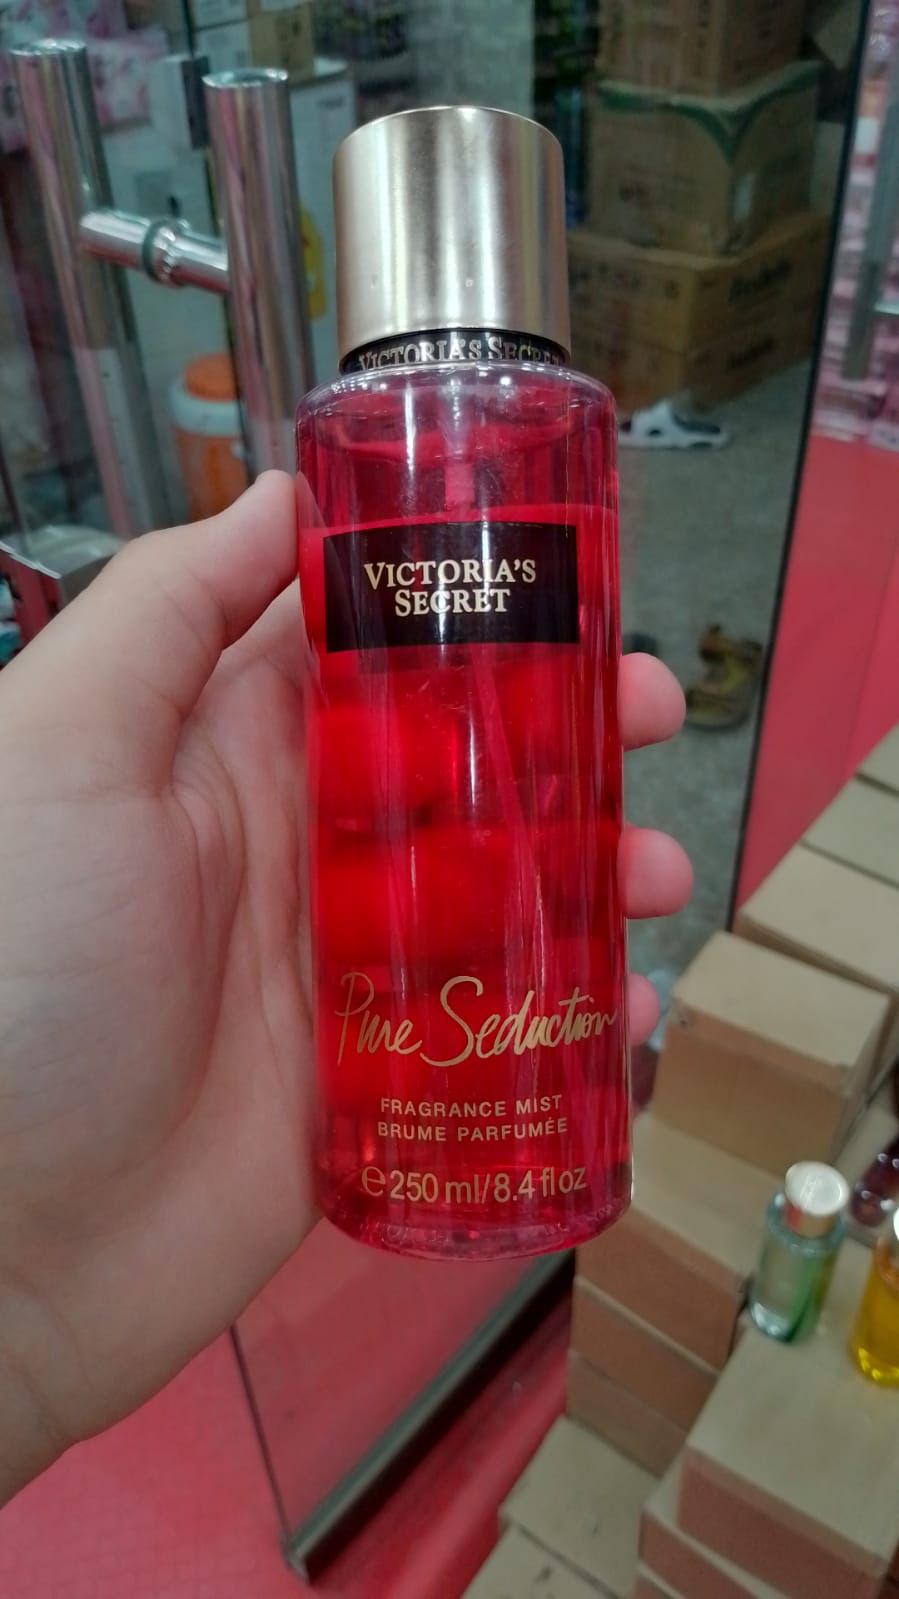 VICTORIA'S SECRET
VICTORIA'S
SECRET
Pure Seduction
FRAGRANCE MIST
BRUME PARFUMÉE
℮250 ml/8.4 fl oz